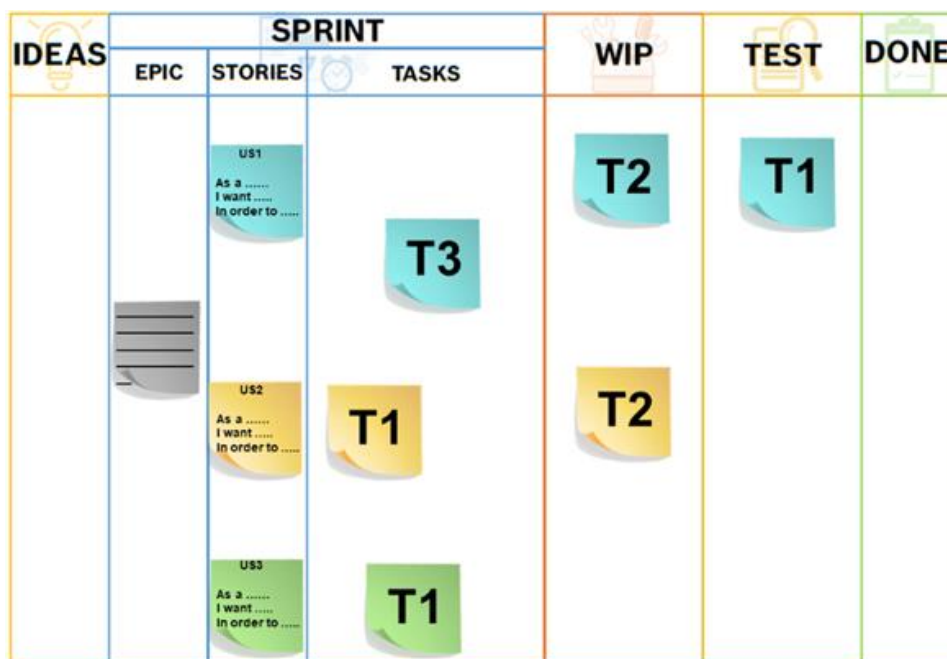 IDEAS
SPRINT
WIP
TEST
DONE
EPIC
STORIES
TASKS
US1
As a ......
I want .....
In order to .....
T2
T1
T3
US2
As a ......
I want .....
In order to .....
T1
T2
US3
As a ......
I want .....
In order to .....
T1